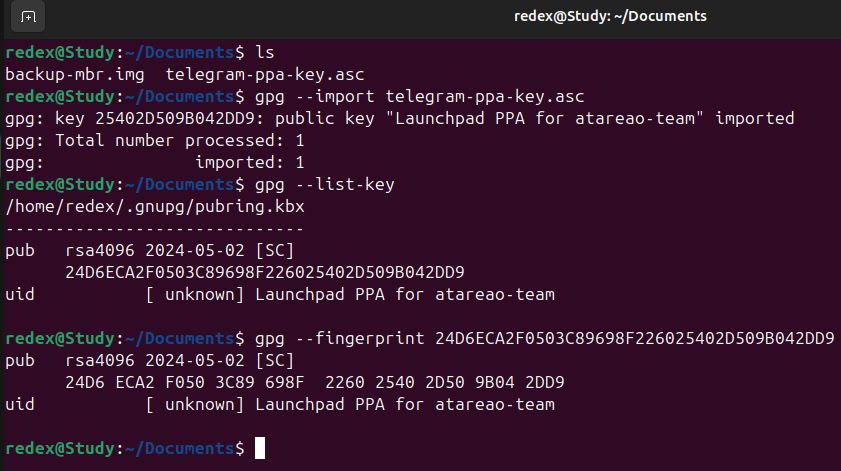 redex@Study: ~/Documents
redex@Study:~/Documents$ ls
backup-mbr.img  telegram-ppa-key.asc
redex@Study:~/Documents$ gpg --import telegram-ppa-key.asc
gpg: key 25402D509B042DD9: public key "Launchpad PPA for atareao-team" imported
gpg: Total number processed: 1
gpg:               imported: 1
redex@Study:~/Documents$ gpg --list-key
/home/redex/.gnupg/pubring.kbx
------------------------------
pub   rsa4096 2024-05-02 [SC]
      24D6ECA2F0503C89698F226025402D509B042DD9
uid           [ unknown] Launchpad PPA for atareao-team

redex@Study:~/Documents$ gpg --fingerprint 24D6ECA2F0503C89698F226025402D509B042DD9
pub   rsa4096 2024-05-02 [SC]
      24D6 ECA2 F050 3C89 698F  2260 2540 2D50 9B04 2DD9
uid           [ unknown] Launchpad PPA for atareao-team

redex@Study:~/Documents$